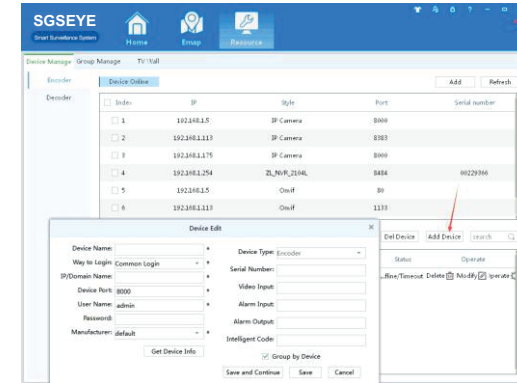 SGSEYE
Smart Surveillance System
Home
Emap
Resource
Device Manage Group Manage TV Wall
Encoder
Decoder
Device Online
Add Refresh
Index IP Style Port Serial number
1 192.168.1.5 IP Camera 8000
2 192.168.1.113 IP Camera 8383
3 192.168.1.175 IP Camera 8000
4 192.168.1.254 ZL_NVR_2104L 8484 00229366
5 192.168.1.5 Onvif 80
6 192.168.1.113 Onvif 1133
Del Device Add Device search
Status Operate
...ffline/Timeout Delete Modify Operate
Device Edit
Device Name: *
Way to Login: Common Login *
IP/Domain Name: *
Device Port: 8000 *
User Name: admin *
Password:
Manufacturer: default *
Get Device Info
Device Type: Encoder
Serial Number:
Video Input:
Alarm Input:
Alarm Output:
Intelligent Code:
Group by Device
Save and Continue Save Cancel